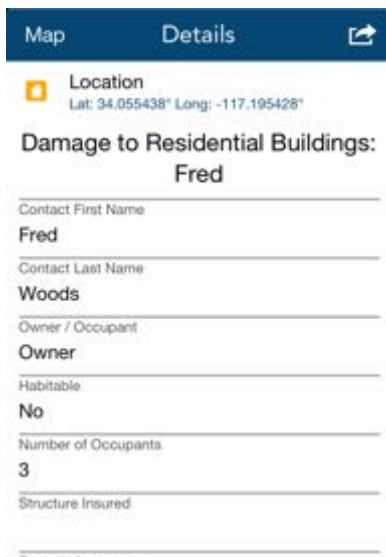 Map Details
Location
Lat: 34.055438° Long: -117.195428°
Damage to Residential Buildings:
Fred
Contact First Name
Fred
Contact Last Name
Woods
Owner / Occupant
Owner
Habitable
No
Number of Occupants
3
Structure Insured